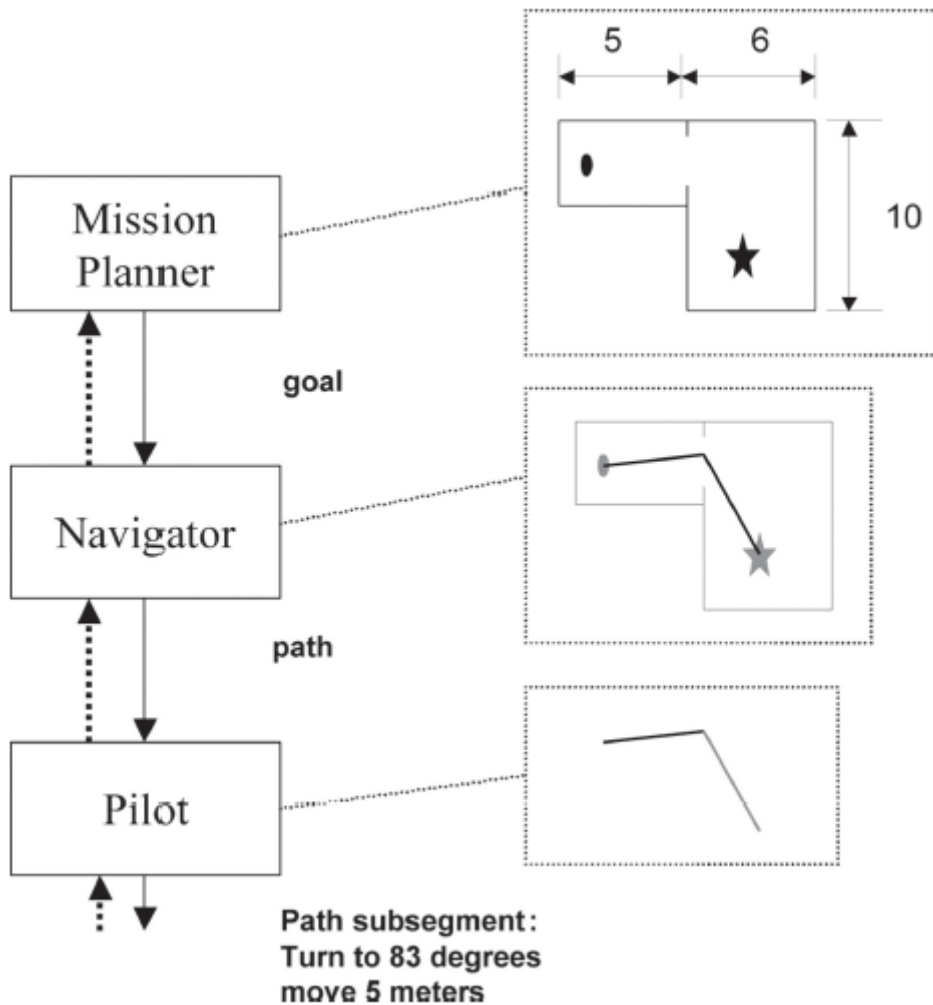 5
6
10
Mission
Planner
goal
Navigator
path
Pilot
Path subsegment:
Turn to 83 degrees
move 5 meters